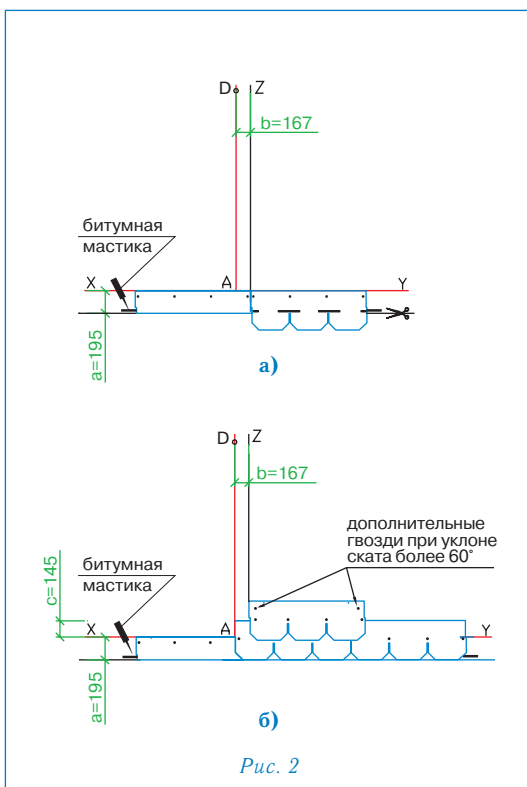 D Z
b=167
битумная
мастика
X A Y
a=195
а)
D Z
b=167
дополнительные
гвозди при уклоне
ската более 60°
c=145
битумная
мастика
X A Y
a=195
б)
Рис. 2